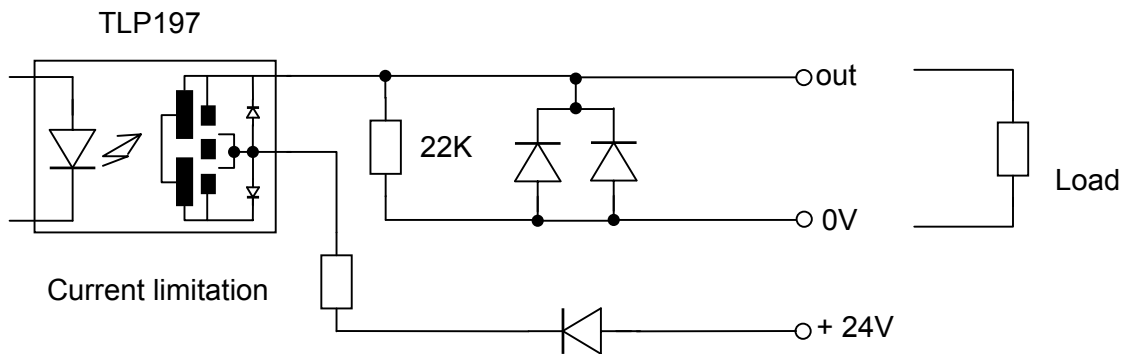 TLP197
out
22K
Load
0V
Current limitation
+ 24V